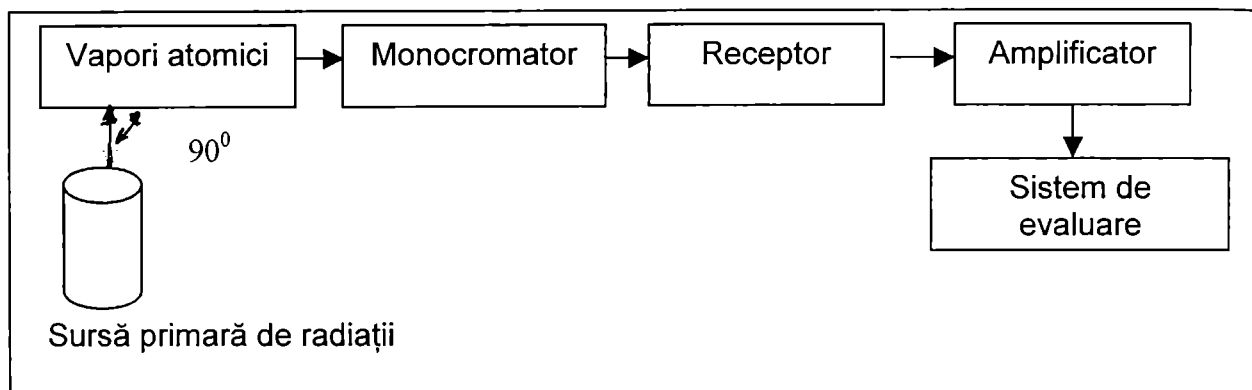 Vapori atomici
Monocromator
Receptor
Amplificator
90⁰
Sistem de
evaluare
Sursă primară de radiații